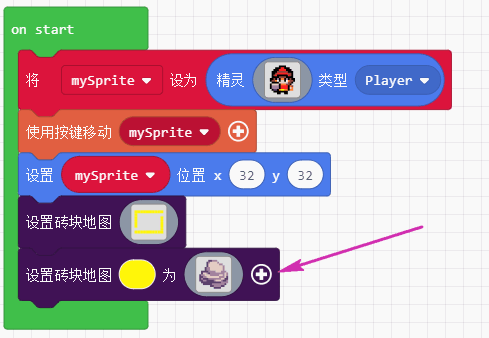 on start
将 mySprite 设为 精灵 类型 Player
使用按键移动 mySprite
设置 mySprite 位置 x 32 y 32
设置砖块地图
设置砖块地图 为